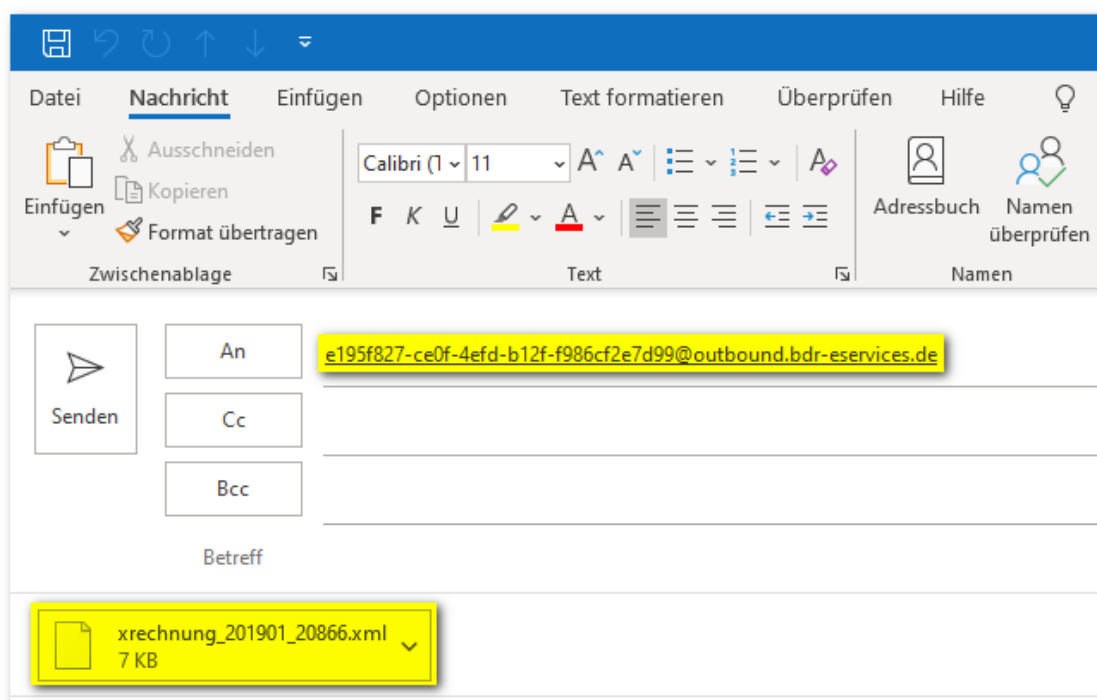 Datei Nachricht Einfügen Optionen Text formatieren Überprüfen Hilfe
Ausschneiden
Kopieren
Format übertragen
Einfügen
Zwischenablage
Calibri (T 11
F K U
Text
Adressbuch
Namen
überprüfen
Namen
Senden
An e195f827-ce0f-4efd-b12f-f986cf2e7d99@outbound.bdr-eservices.de
Cc
Bcc
Betreff
xrechnung_201901_20866.xml
7 KB